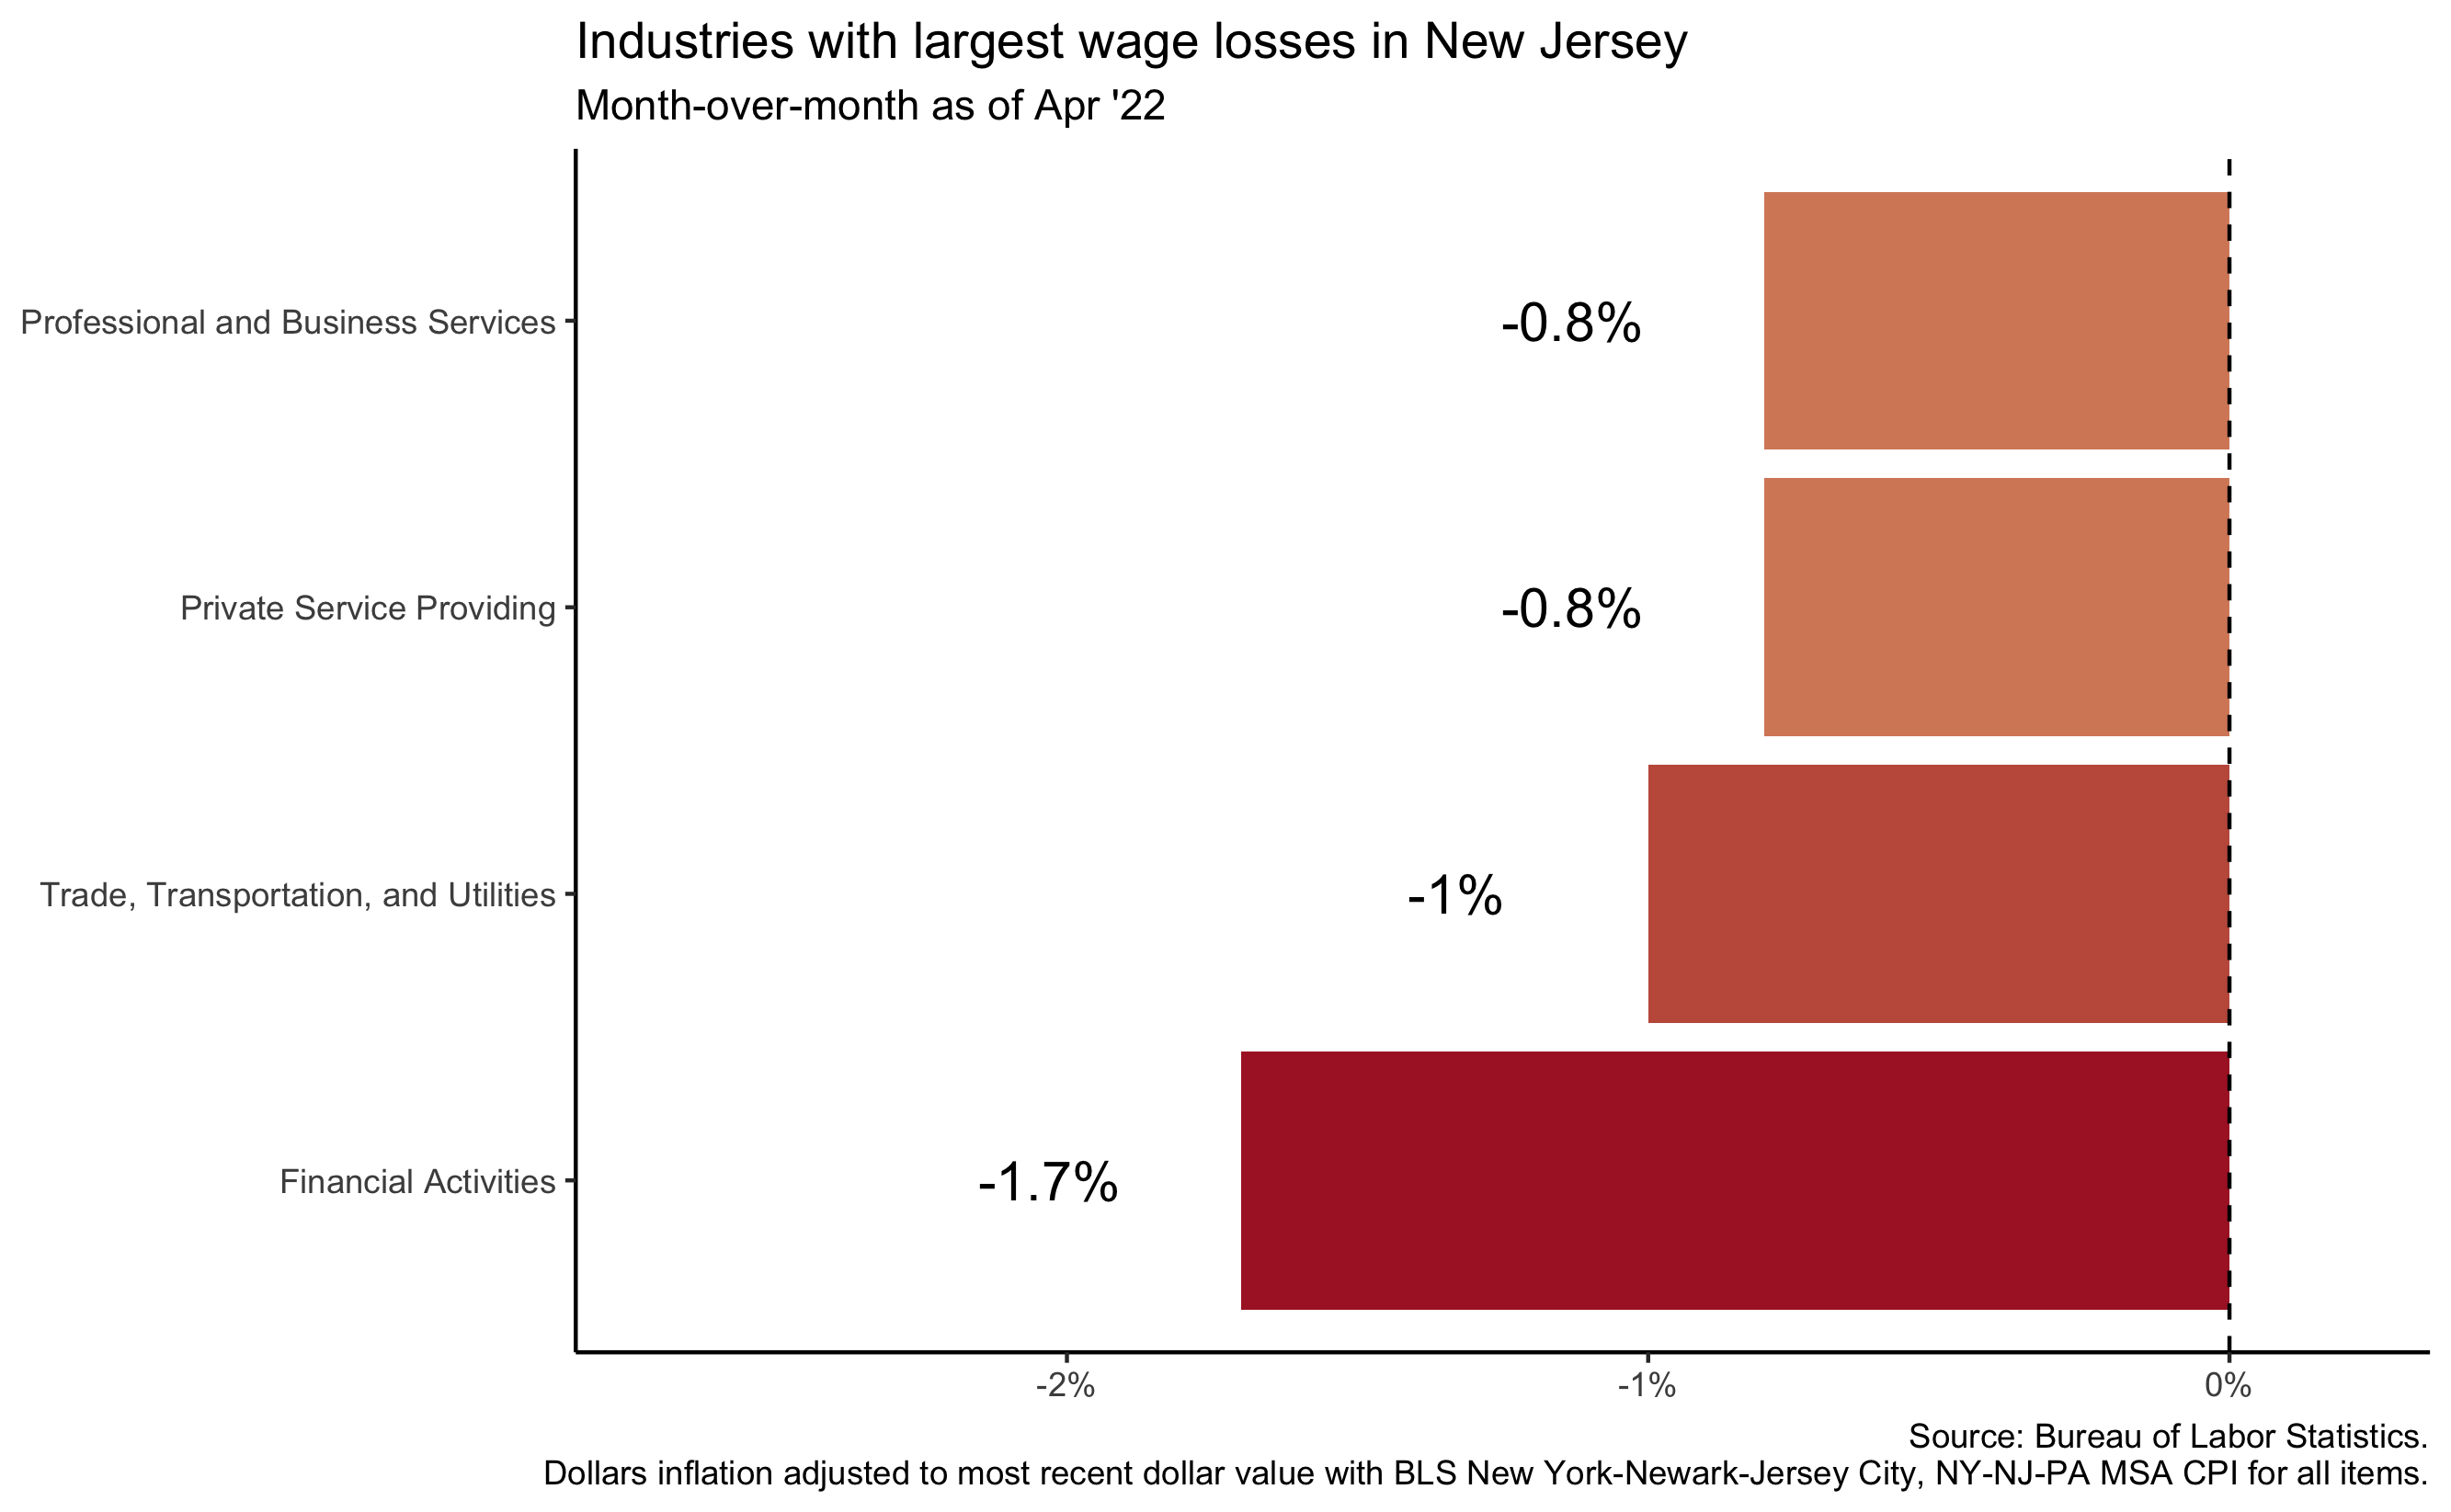 Industries with largest wage losses in New Jersey
Month-over-month as of Apr '22
Professional and Business Services
-0.8%
Private Service Providing
-0.8%
Trade, Transportation, and Utilities
-1%
Financial Activities
-1.7%
-2%
-1%
0%
Source: Bureau of Labor Statistics.
Dollars inflation adjusted to most recent dollar value with BLS New York-Newark-Jersey City, NY-NJ-PA MSA CPI for all items.